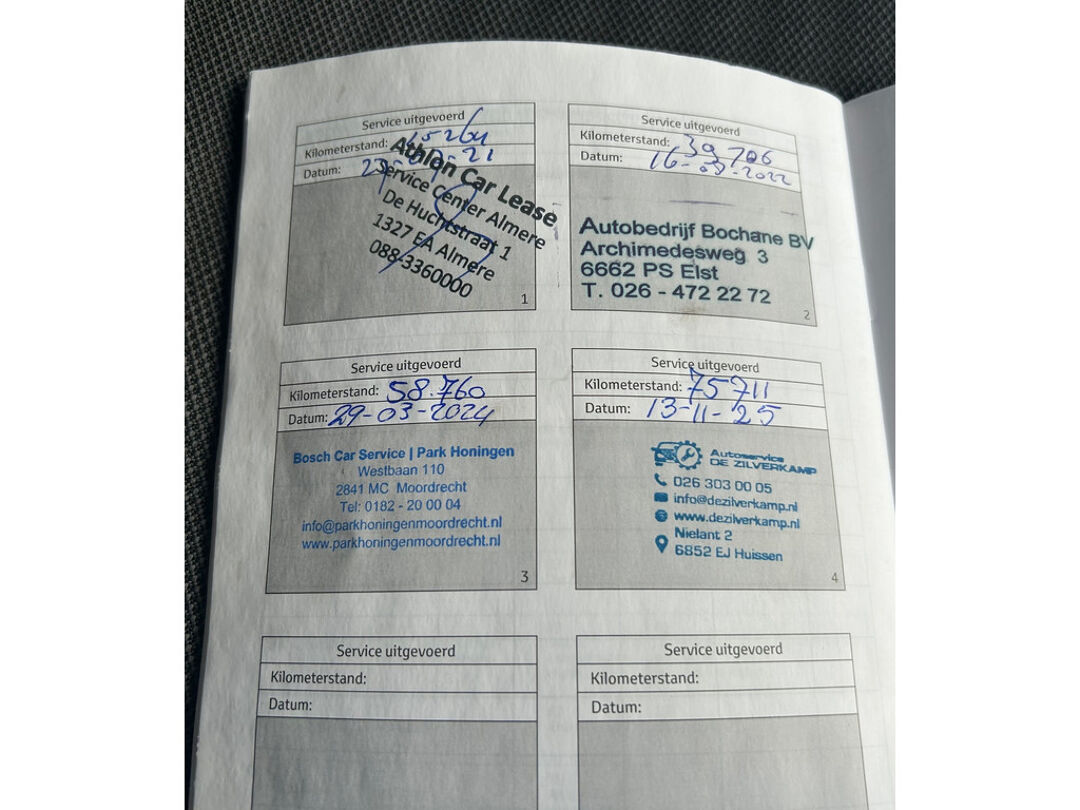 Service uitgevoerd
Kilometerstand: 15264
Datum: -21
Athlon Car Lease
Service Center Almere
De Huchtstraat 1
1327 EA Almere
088-3360000
1
Service uitgevoerd
Kilometerstand: 39706
Datum: 16-03-2022
Autobedrijf Bochane BV
Archimedesweg 3
6662 PS Elst
T. 026 - 472 22 72
2
Service uitgevoerd
Kilometerstand: 58.760
Datum: 29-03-2024
Bosch Car Service | Park Honingen
Westbaan 110
2841 MC Moordrecht
Tel: 0182 - 20 00 04
info@parkhoningenmoordrecht.nl
www.parkhoningenmoordrecht.nl
3
Service uitgevoerd
Kilometerstand: 75711
Datum: 13-11-25
Autoservice
DE ZILVERKAMP
026 303 00 05
info@dezilverkamp.nl
www.dezilverkamp.nl
Nielant 2
6852 EJ Huissen
4
Service uitgevoerd
Kilometerstand:
Datum:
Service uitgevoerd
Kilometerstand:
Datum: